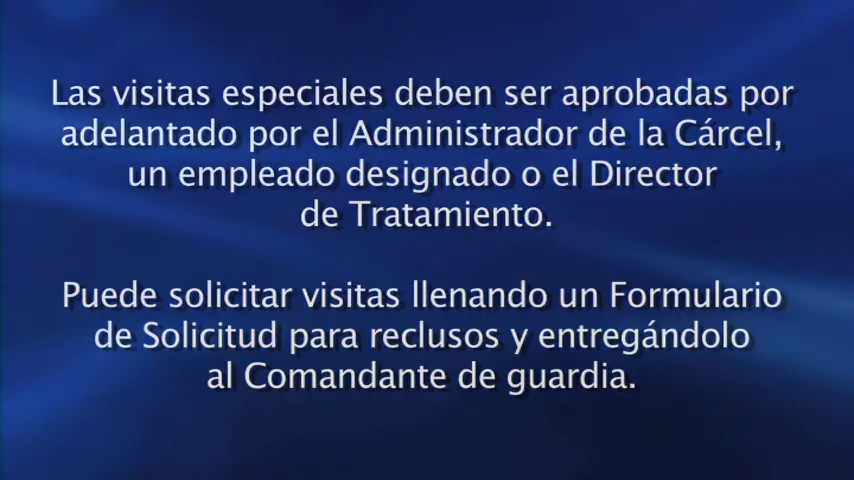 Las visitas especiales deben ser aprobadas por
adelantado por el Administrador de la Cárcel,
un empleado designado o el Director
de Tratamiento.
Puede solicitar visitas llenando un Formulario
de Solicitud para reclusos y entregándolo
al Comandante de guardia.